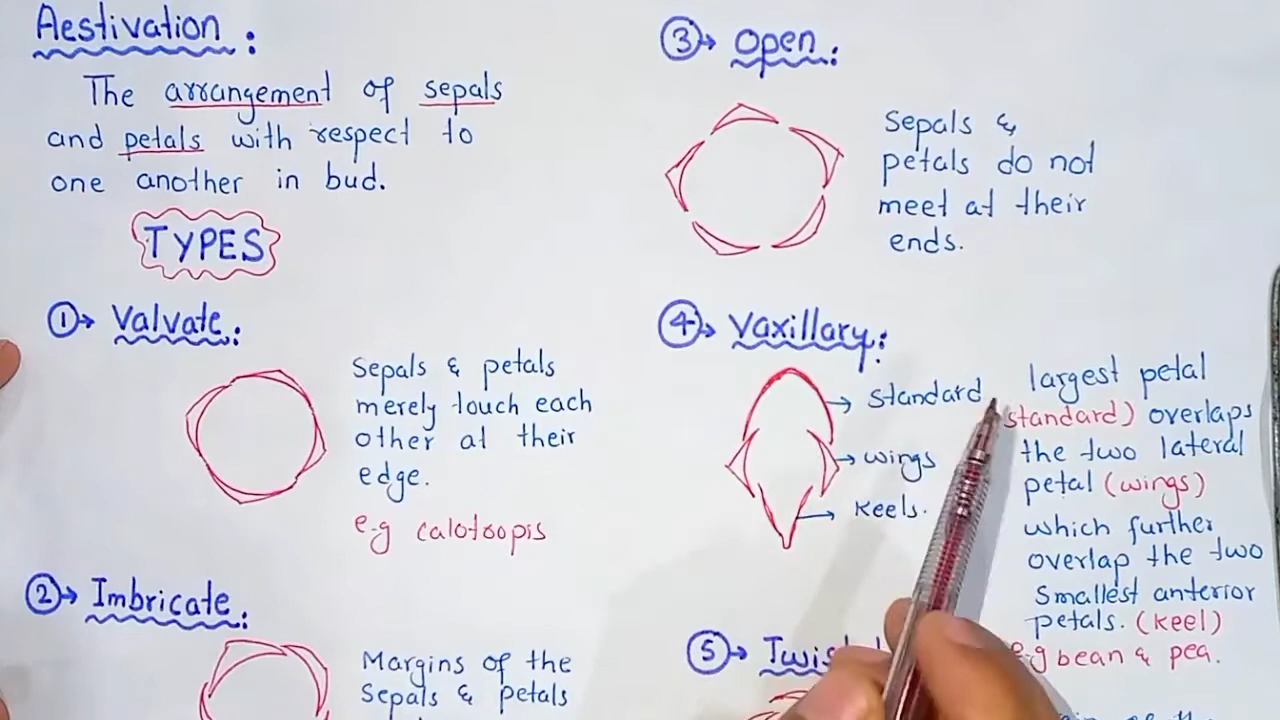 Aestivation :
The arrangement of sepals
and petals with respect to
one another in bud.
TYPES
1→ Valvate:
Sepals & petals
merely touch each
other at their
edge.
e.g calotropis
2→ Imbricate:
Margins of the
Sepals & petals
3→ Open:
Sepals &
petals do not
meet at their
ends.
4→ Vaxillary:
Standard
wings
Keels.
largest petal
standard) overlaps
the two lateral
petal (wings)
which further
overlap the two
Smallest anterior
petals. (Keel)
e.g bean & pea.
5→